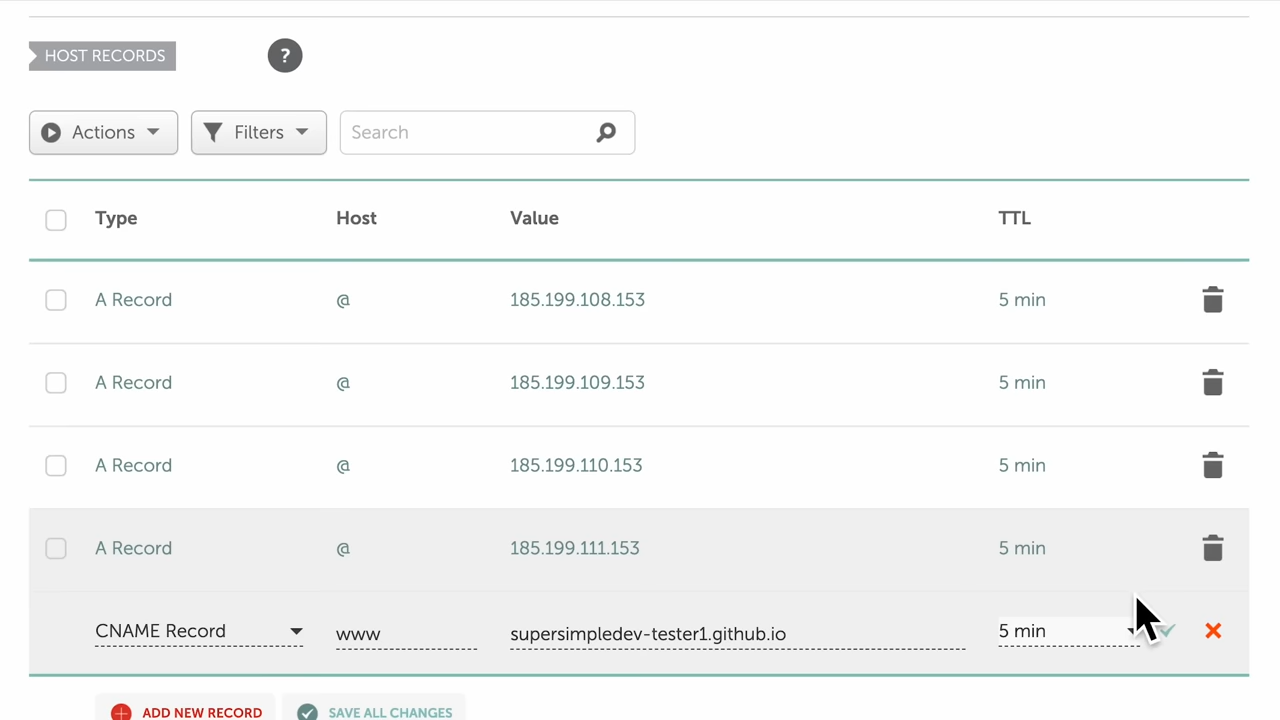 HOST RECORDS ?
Actions Filters Search
Type Host Value TTL
A Record @ 185.199.108.153 5 min
A Record @ 185.199.109.153 5 min
A Record @ 185.199.110.153 5 min
A Record @ 185.199.111.153 5 min
CNAME Record www supersimpledev-tester1.github.io 5 min
ADD NEW RECORD SAVE ALL CHANGES